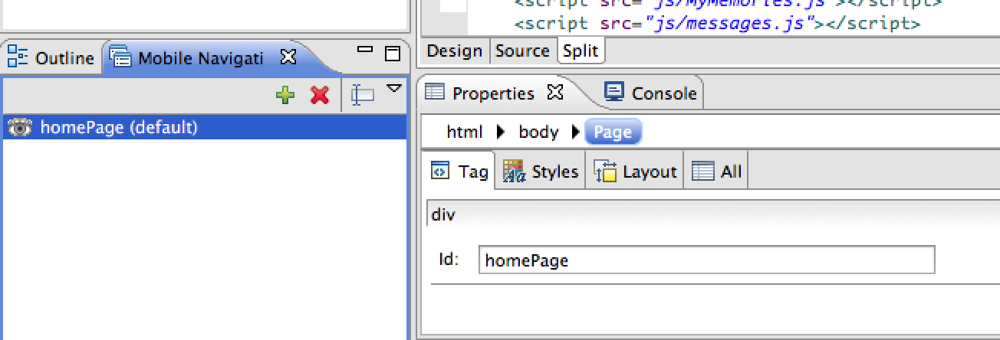 <script src="js/MyMemories.js"></script>
<script src="js/messages.js"></script>
Design Source Split
Outline Mobile Navigati
Properties Console
homePage (default)
html body Page
Tag Styles Layout All
div
Id: homePage